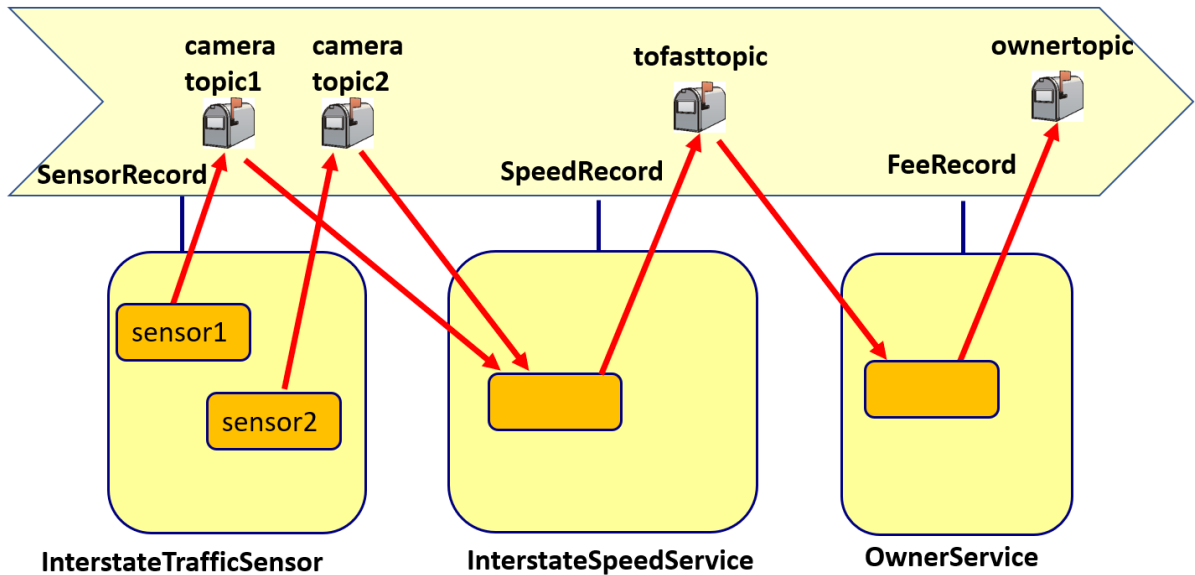 camera
topic1
camera
topic2
tofasttopic
ownertopic
SensorRecord
SpeedRecord
FeeRecord
sensor1
sensor2
InterstateTrafficSensor
InterstateSpeedService
OwnerService